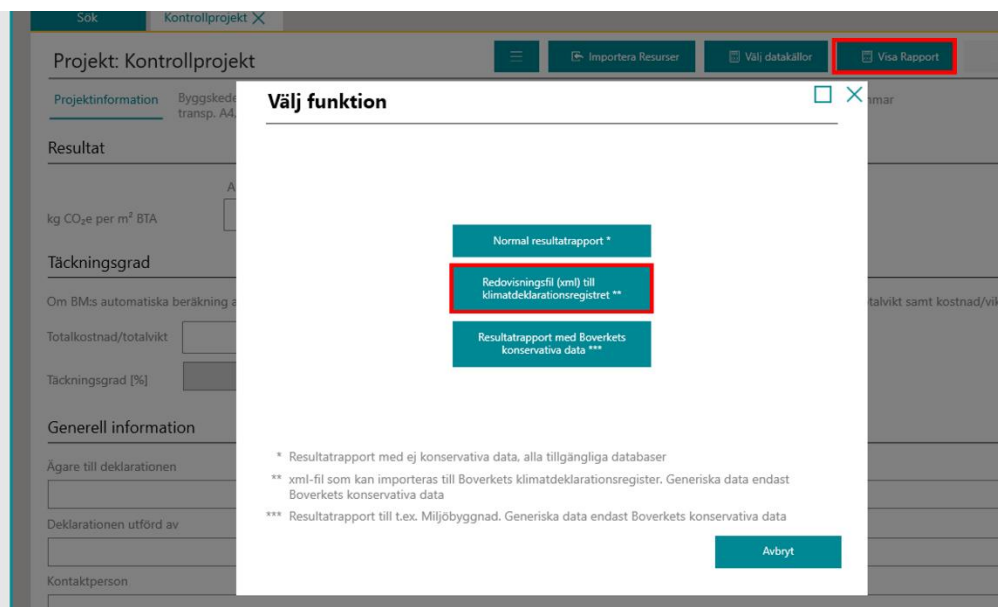 Sök
Kontrollprojekt
Projekt: Kontrollprojekt
Importera Resurser
Välj datakällor
Visa Rapport
Projektinformation
Byggskede
transp. A4,
Välj funktion
mmar
Resultat
A
kg CO₂e per m² BTA
Normal resultatrapport *
Täckningsgrad
Redovisningsfil (xml) till
klimatdeklarationsregistret **
Om BM:s automatiska beräkning a
talvikt samt kostnad/vik
Totalkostnad/totalvikt
Resultatrapport med Boverkets
konservativa data ***
Täckningsgrad [%]
Generell information
* Resultatrapport med ej konservativa data, alla tillgängliga databaser
Ägare till deklarationen
** xml-fil som kan importeras till Boverkets klimatdeklarationsregister. Generiska data endast
Boverkets konservativa data
*** Resultatrapport till t.ex. Miljöbyggnad. Generiska data endast Boverkets konservativa data
Deklarationen utförd av
Avbryt
Kontaktperson